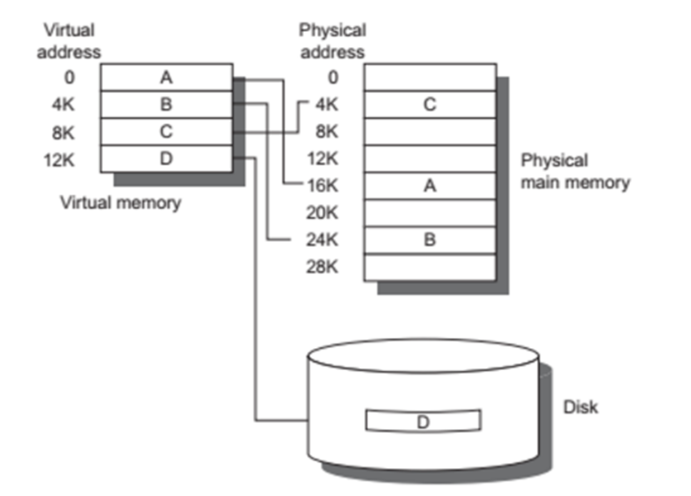 Virtual
address
0
A
4K
B
8K
C
12K
D
Virtual memory
Physical
address
0
4K
C
8K
12K
16K
A
20K
24K
B
28K
Physical
main memory
D
Disk